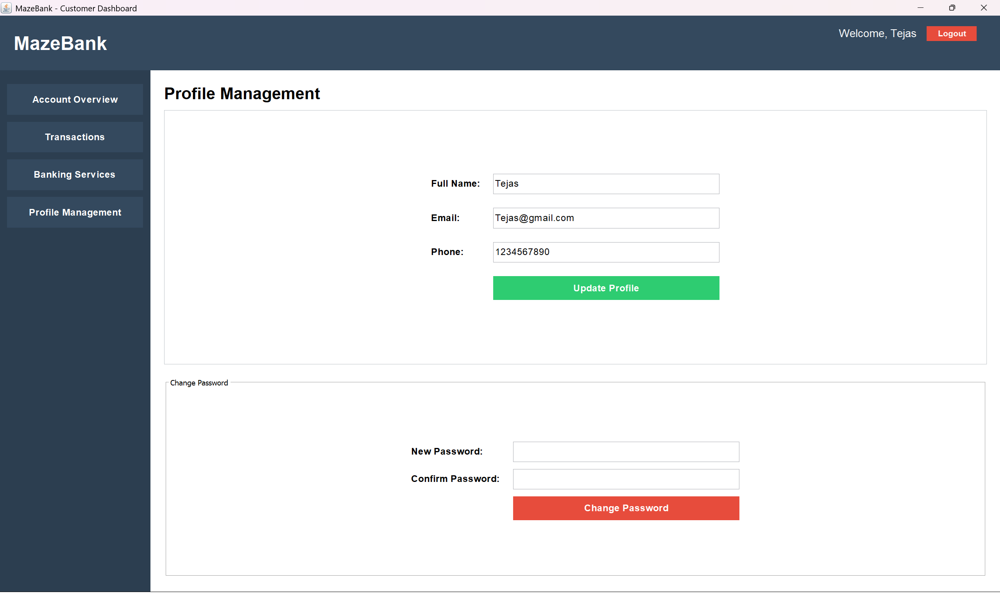 MazeBank - Customer Dashboard
MazeBank
Welcome, Tejas
Logout
Account Overview
Transactions
Banking Services
Profile Management
Profile Management
Full Name: Tejas
Email: Tejas@gmail.com
Phone: 1234567890
Update Profile
Change Password
New Password:
Confirm Password:
Change Password